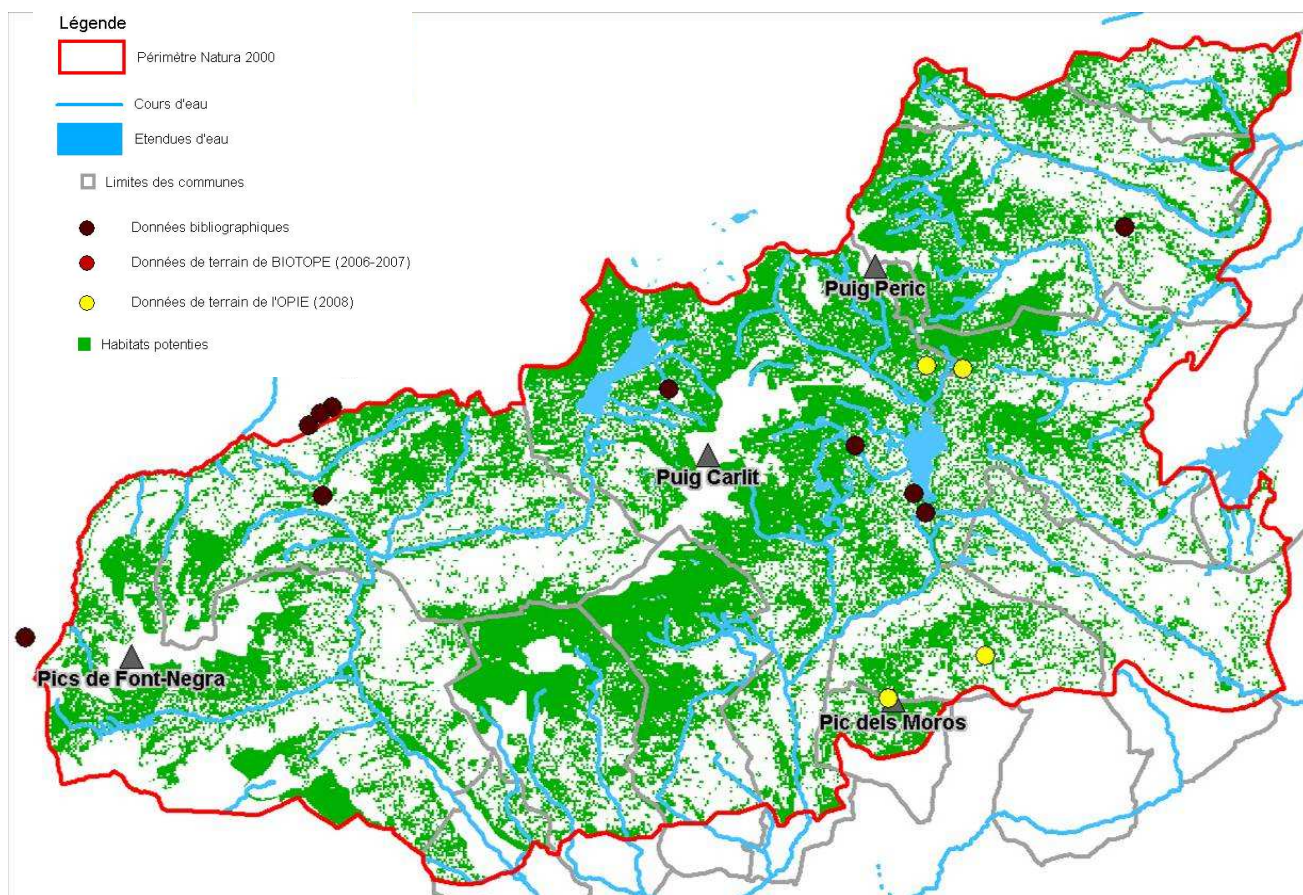 Légende
Périmètre Natura 2000
Cours d'eau
Etendues d'eau
Limites des communes
Données bibliographiques
Données de terrain de BIOTOPE (2006-2007)
Données de terrain de l'OPIE (2008)
Habitats potenties
Puig Peric
Puig Carlit
Pics de Font-Negra
Pic dels Moros